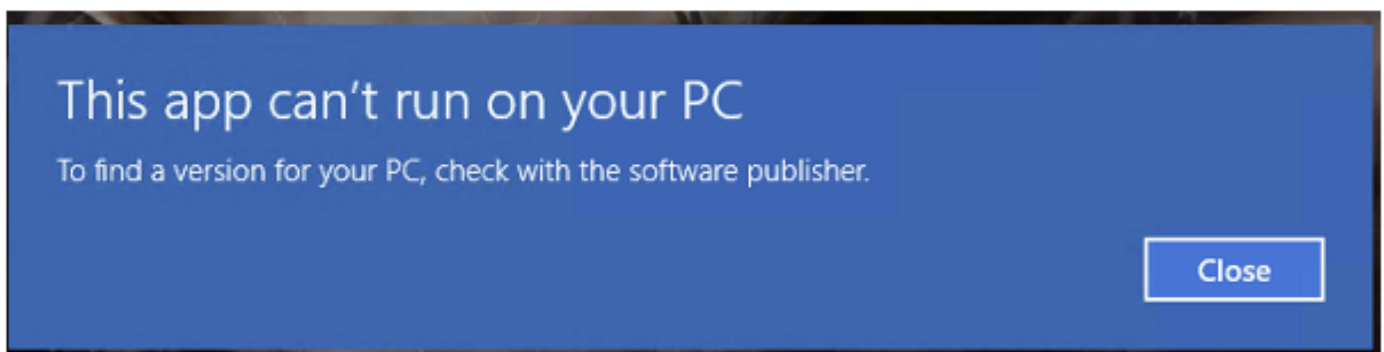 This app can't run on your PC
To find a version for your PC, check with the software publisher.
Close